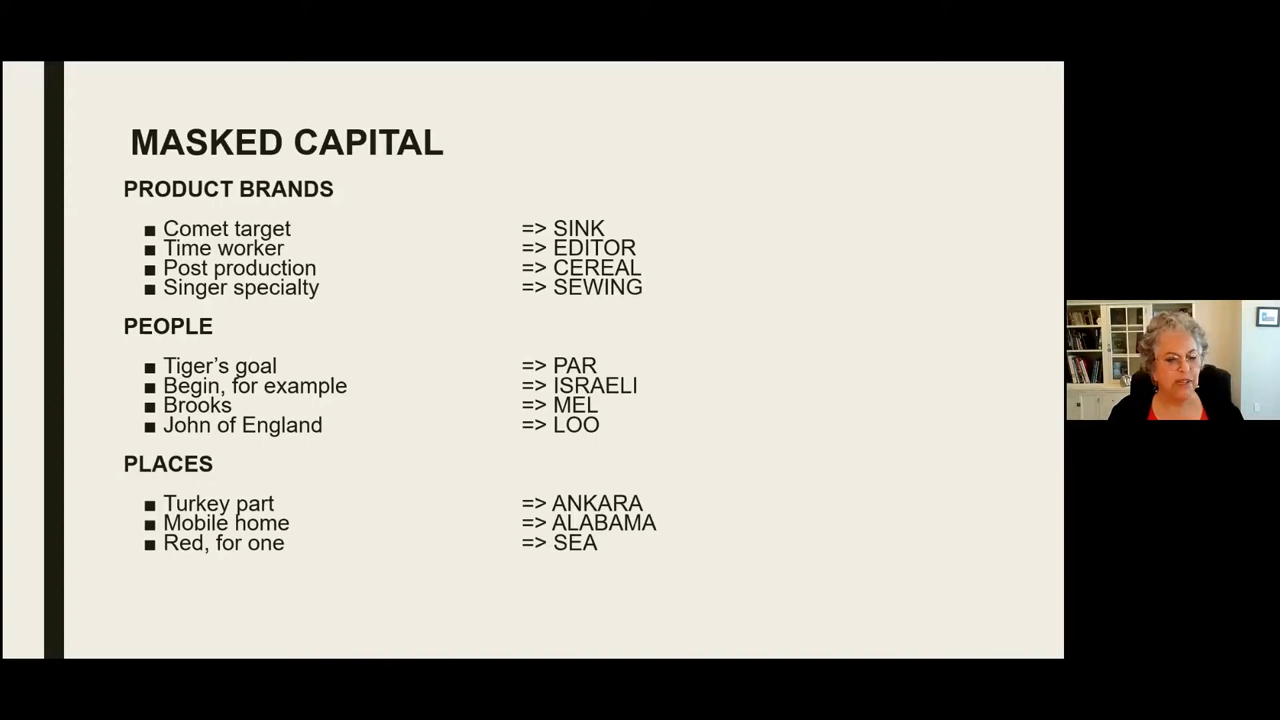 MASKED CAPITAL
PRODUCT BRANDS
■ Comet target => SINK
■ Time worker => EDITOR
■ Post production => CEREAL
■ Singer specialty => SEWING
PEOPLE
■ Tiger’s goal => PAR
■ Begin, for example => ISRAELI
■ Brooks => MEL
■ John of England => LOO
PLACES
■ Turkey part => ANKARA
■ Mobile home => ALABAMA
■ Red, for one => SEA